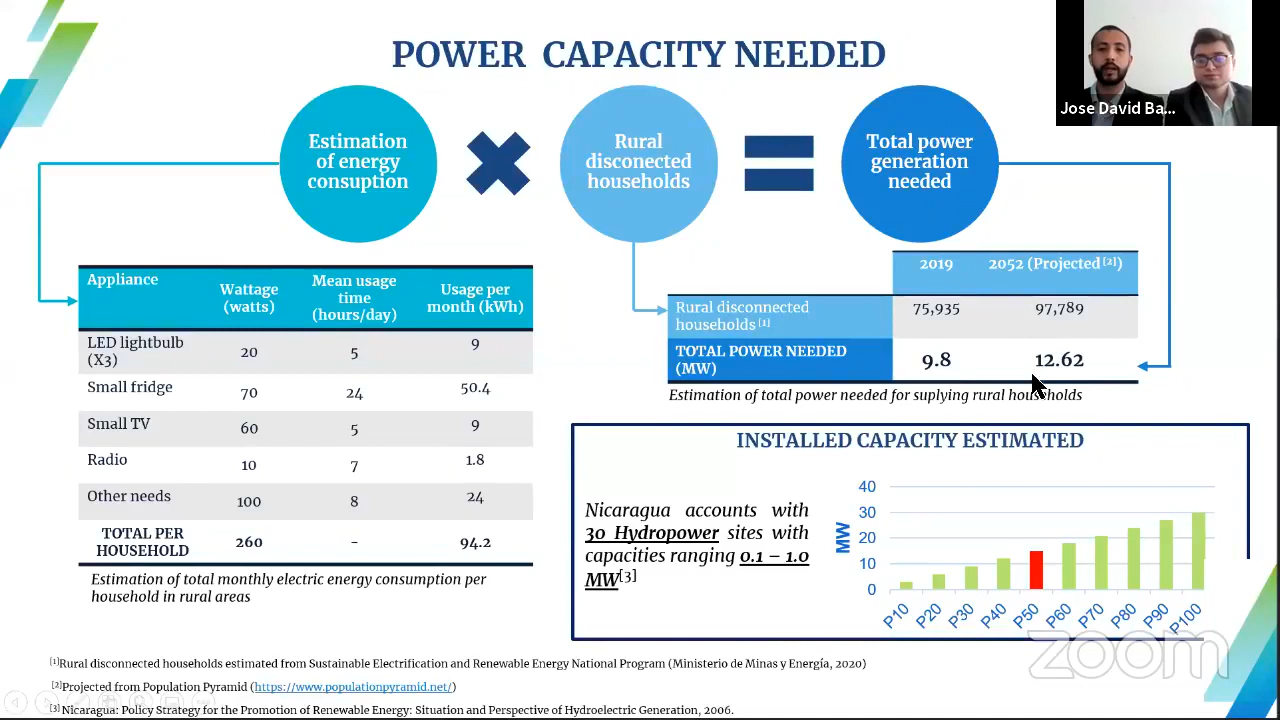 POWER CAPACITY NEEDED
Jose David Ba...
Estimation
of energy
consuption
Rural
disconected
households
Total power
generation
needed
Appliance
Wattage
(watts)
Mean usage
time
(hours/day)
Usage per
month (kWh)
LED lightbulb
(X3)
20
5
9
Small fridge
70
24
50.4
Small TV
60
5
9
Radio
10
7
1.8
Other needs
100
8
24
TOTAL PER
HOUSEHOLD
260
-
94.2
Estimation of total monthly electric energy consumption per
household in rural areas
2019
2052 (Projected[2])
Rural disconnected
households [1]
75,935
97,789
TOTAL POWER NEEDED
(MW)
9.8
12.62
Estimation of total power needed for suplying rural households
INSTALLED CAPACITY ESTIMATED
Nicaragua accounts with
30 Hydropower sites with
capacities ranging 0.1 – 1.0
MW[3]
MW
40
30
20
10
0
P10
P20
P30
P40
P50
P60
P70
P80
P90
P100
zoom
[1]Rural disconnected households estimated from Sustainable Electrification and Renewable Energy National Program (Ministerio de Minas y Energía, 2020)
[2]Projected from Population Pyramid (https://www.populationpyramid.net/)
[3] Nicaragua: Policy Strategy for the Promotion of Renewable Energy: Situation and Perspective of Hydroelectric Generation, 2006.